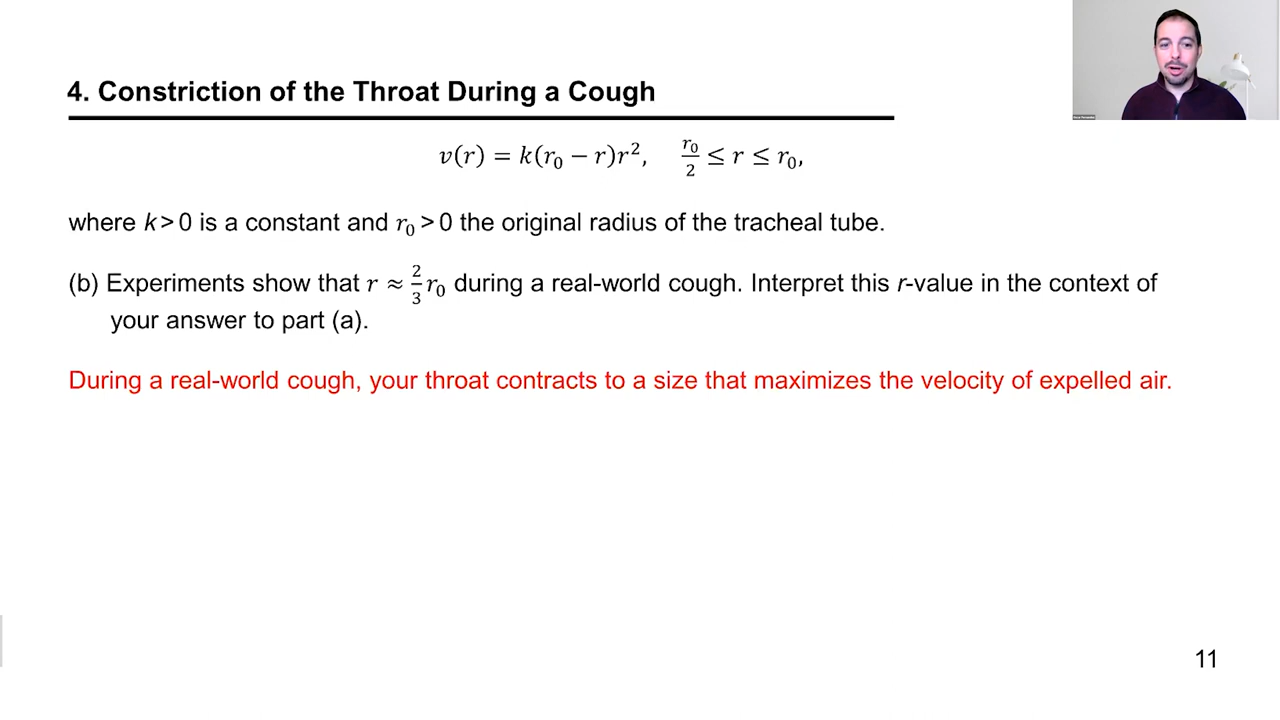 4. Constriction of the Throat During a Cough
v(r) = k(r₀ − r)r², r₀/2 ≤ r ≤ r₀,
where k > 0 is a constant and r₀ > 0 the original radius of the tracheal tube.
(b) Experiments show that r ≈ 2/3 r₀ during a real-world cough. Interpret this r-value in the context of
your answer to part (a).
During a real-world cough, your throat contracts to a size that maximizes the velocity of expelled air.
11